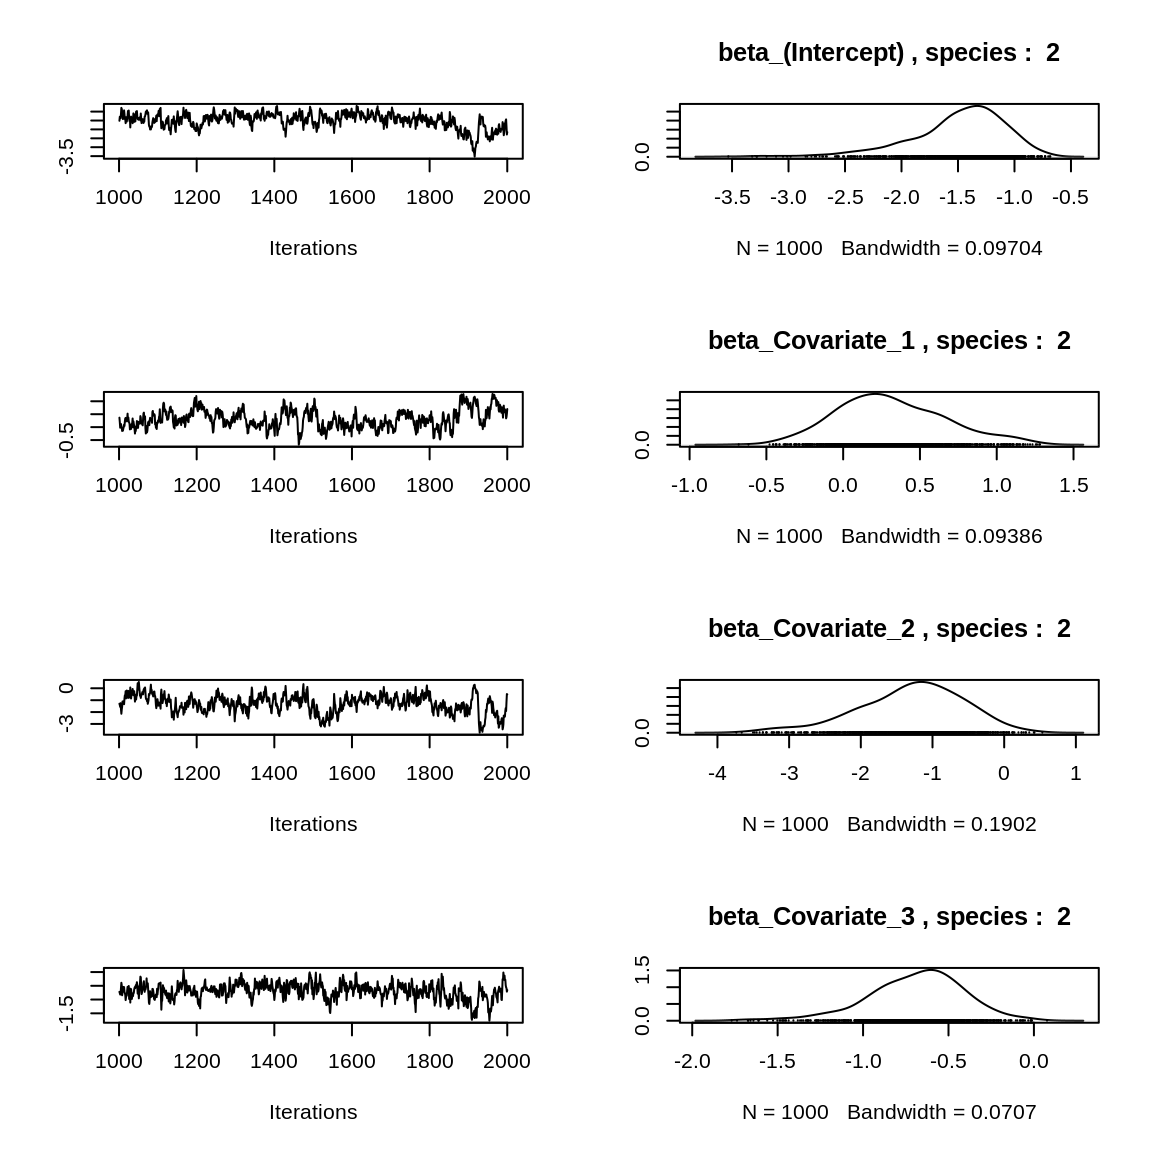 beta_(Intercept) , species :  2
-3.5
1000 1200 1400 1600 1800 2000
Iterations
0.0
-3.5 -3.0 -2.5 -2.0 -1.5 -1.0 -0.5
N = 1000   Bandwidth = 0.09704
beta_Covariate_1 , species :  2
-0.5
1000 1200 1400 1600 1800 2000
Iterations
0.0
-1.0 -0.5 0.0 0.5 1.0 1.5
N = 1000   Bandwidth = 0.09386
beta_Covariate_2 , species :  2
-3 0
1000 1200 1400 1600 1800 2000
Iterations
0.0
-4 -3 -2 -1 0 1
N = 1000   Bandwidth = 0.1902
beta_Covariate_3 , species :  2
-1.5
1000 1200 1400 1600 1800 2000
Iterations
0.0 1.5
-2.0 -1.5 -1.0 -0.5 0.0
N = 1000   Bandwidth = 0.0707